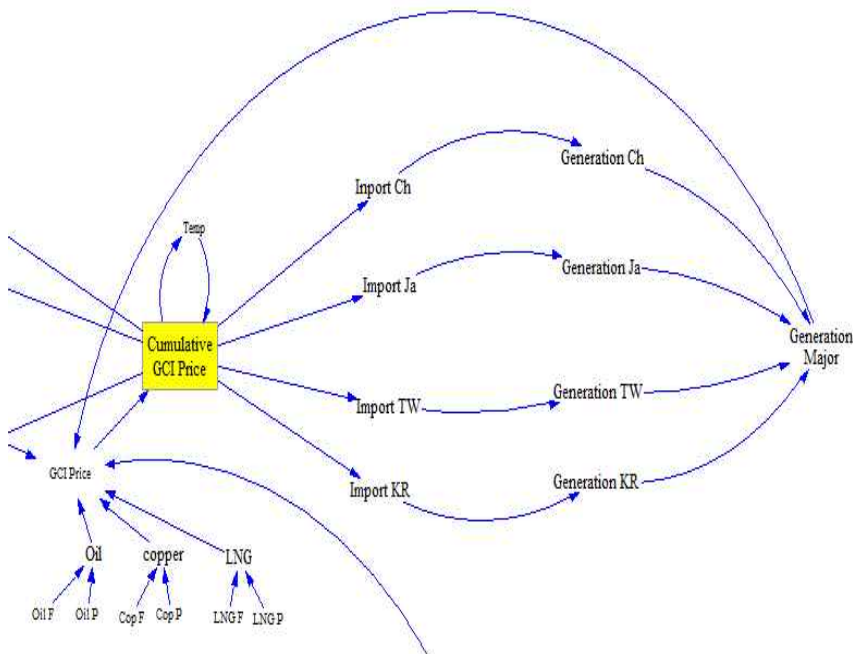 Generation Ch
Inport Ch
Temp
Generation Ja
Import Ja
Cumulative
GCI Price
Generation
Major
Generation TW
Import TW
GCI Price
Generation KR
Import KR
Oil
copper
LNG
Oil F
Oil P
Cop F
Cop P
LNG F
LNG P